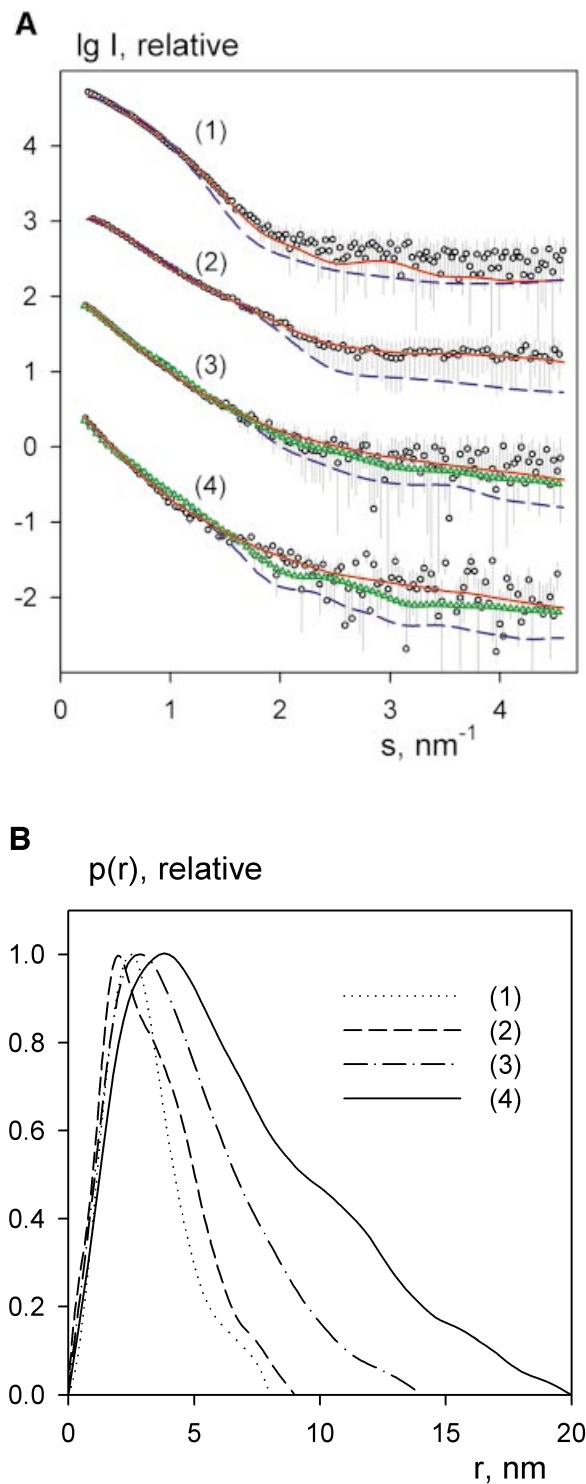 A
lg I, relative
4
3
2
1
0
-1
-2
(1)
(2)
(3)
(4)
0 1 2 3 4
s, nm⁻¹
B
p(r), relative
1.0
0.8
0.6
0.4
0.2
0.0
(1)
(2)
(3)
(4)
0 5 10 15 20
r, nm